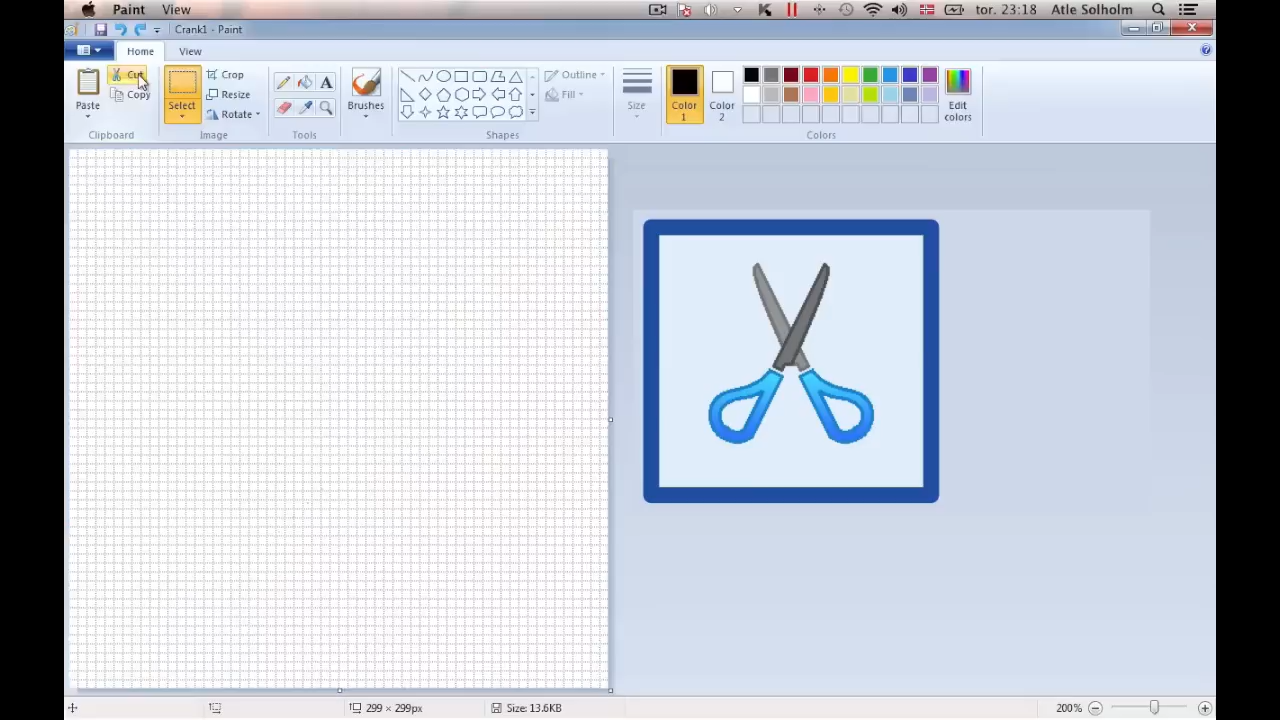 Paint View tor. 23:18 Atle Solholm
Crank1 - Paint
Home View
Cut Crop Outline
Copy Resize Fill
Paste Select Rotate Brushes Size Color 1 Color 2 Edit colors
Clipboard Image Tools Shapes Colors
299 × 299px Size: 13.6KB 200%